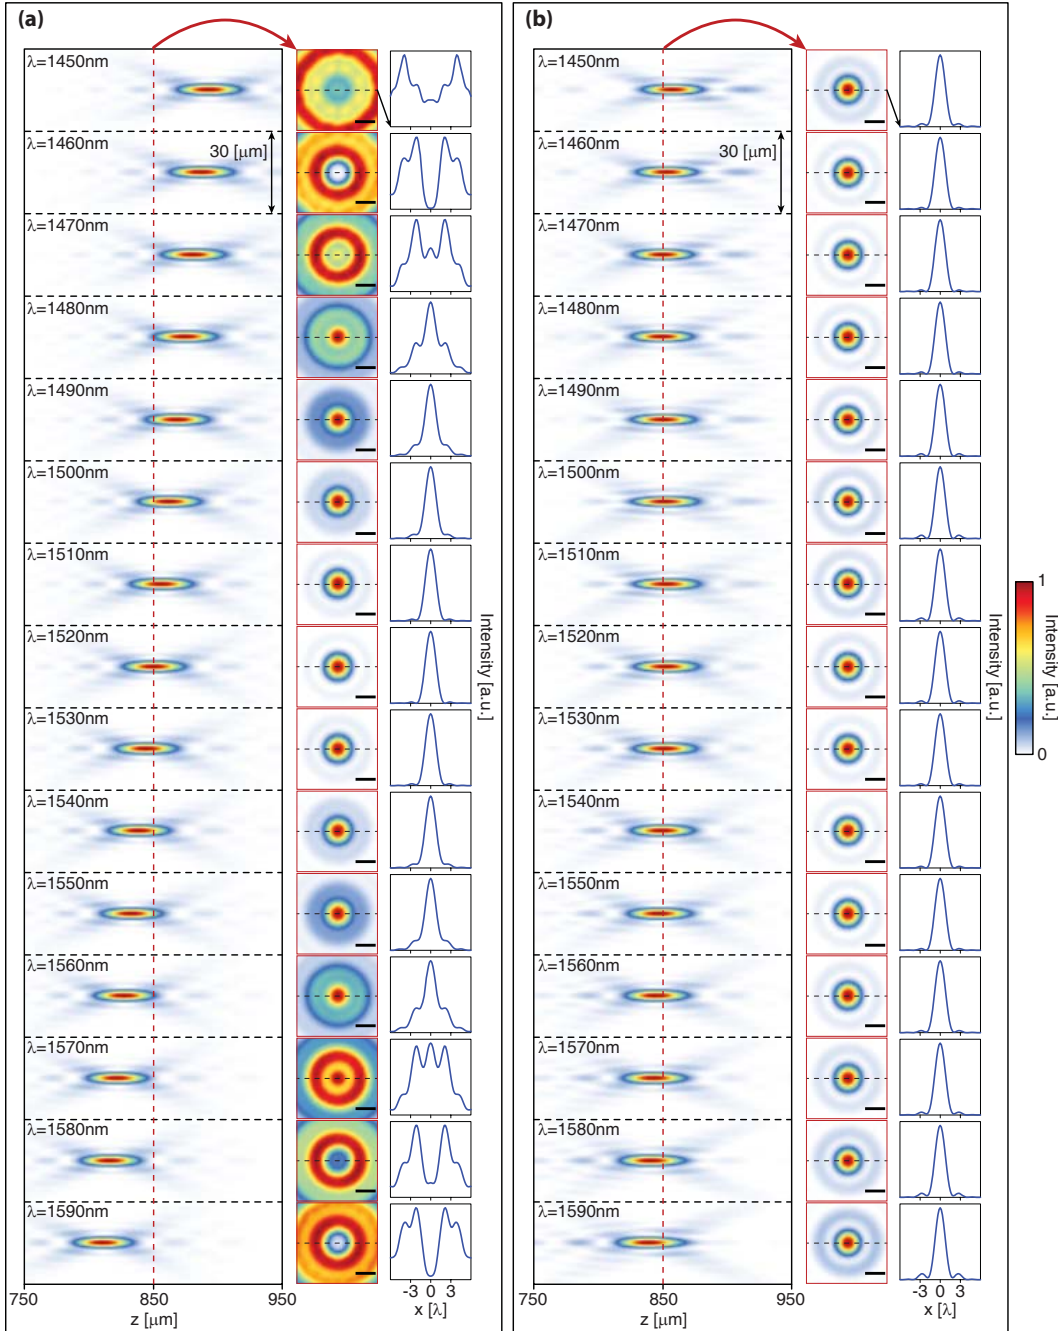 (a)
λ=1450nm
λ=1460nm
30 [μm]
λ=1470nm
λ=1480nm
λ=1490nm
λ=1500nm
λ=1510nm
λ=1520nm
λ=1530nm
λ=1540nm
λ=1550nm
λ=1560nm
λ=1570nm
λ=1580nm
λ=1590nm
750 850 950
z [μm]
-3 0 3
x [λ]
Intensity [a.u.]
(b)
λ=1450nm
λ=1460nm
30 [μm]
λ=1470nm
λ=1480nm
λ=1490nm
λ=1500nm
λ=1510nm
λ=1520nm
λ=1530nm
λ=1540nm
λ=1550nm
λ=1560nm
λ=1570nm
λ=1580nm
λ=1590nm
750 850 950
z [μm]
-3 0 3
x [λ]
Intensity [a.u.]
1
0
Intensity [a.u.]